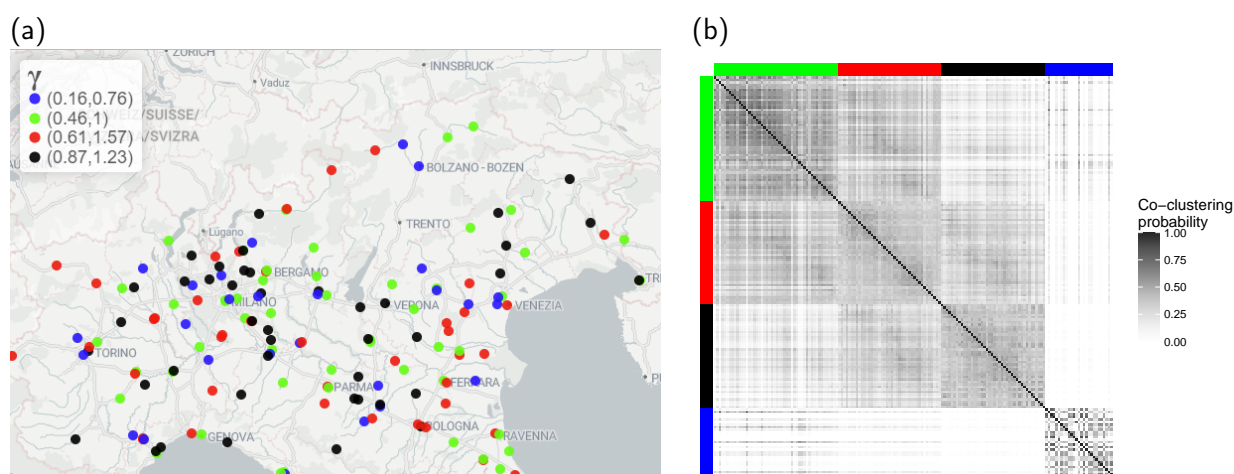 (a)
(b)
ZÜRICH
Vaduz
INNSBRUCK
γ
(0.16,0.76)
(0.46,1)
(0.61,1.57)
(0.87,1.23)
EIZ/SUISSE/
A/SVIZRA
BOLZANO - BOZEN
TRENTO
Lugano
BERGAMO
MILANO
VERONA
VENEZIA
TORINO
PARMA
FERRARA
BOLOGNA
GENOVA
RAVENNA
Co-clustering
probability
1.00
0.75
0.50
0.25
0.00